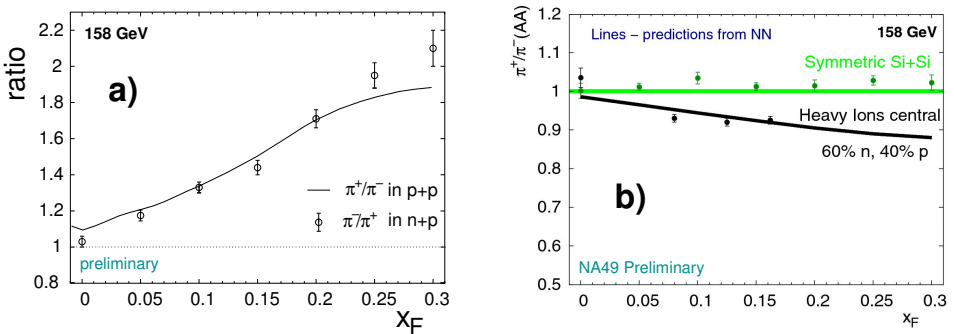 2.2
2
1.8
1.6
1.4
1.2
1
0.8
ratio
158 GeV
a)
π⁺/π⁻ in p+p
π⁻/π⁺ in n+p
preliminary
0 0.05 0.1 0.15 0.2 0.25 0.3
x_F
π⁺/π⁻(AA)
1.2
1.1
1
0.9
0.8
0.7
0.6
0.5
Lines – predictions from NN
158 GeV
Symmetric Si+Si
Heavy Ions central
60% n, 40% p
b)
NA49 Preliminary
0 0.05 0.1 0.15 0.2 0.25 0.3
x_F